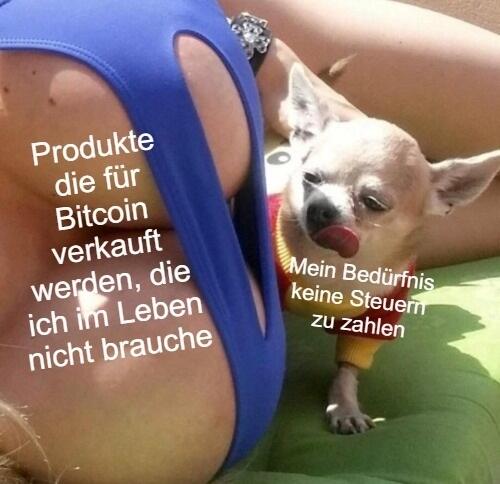 Produkte
die für
Bitcoin
verkauft
werden, die
ich im Leben
nicht brauche
Mein Bedürfnis
keine Steuern
zu zahlen